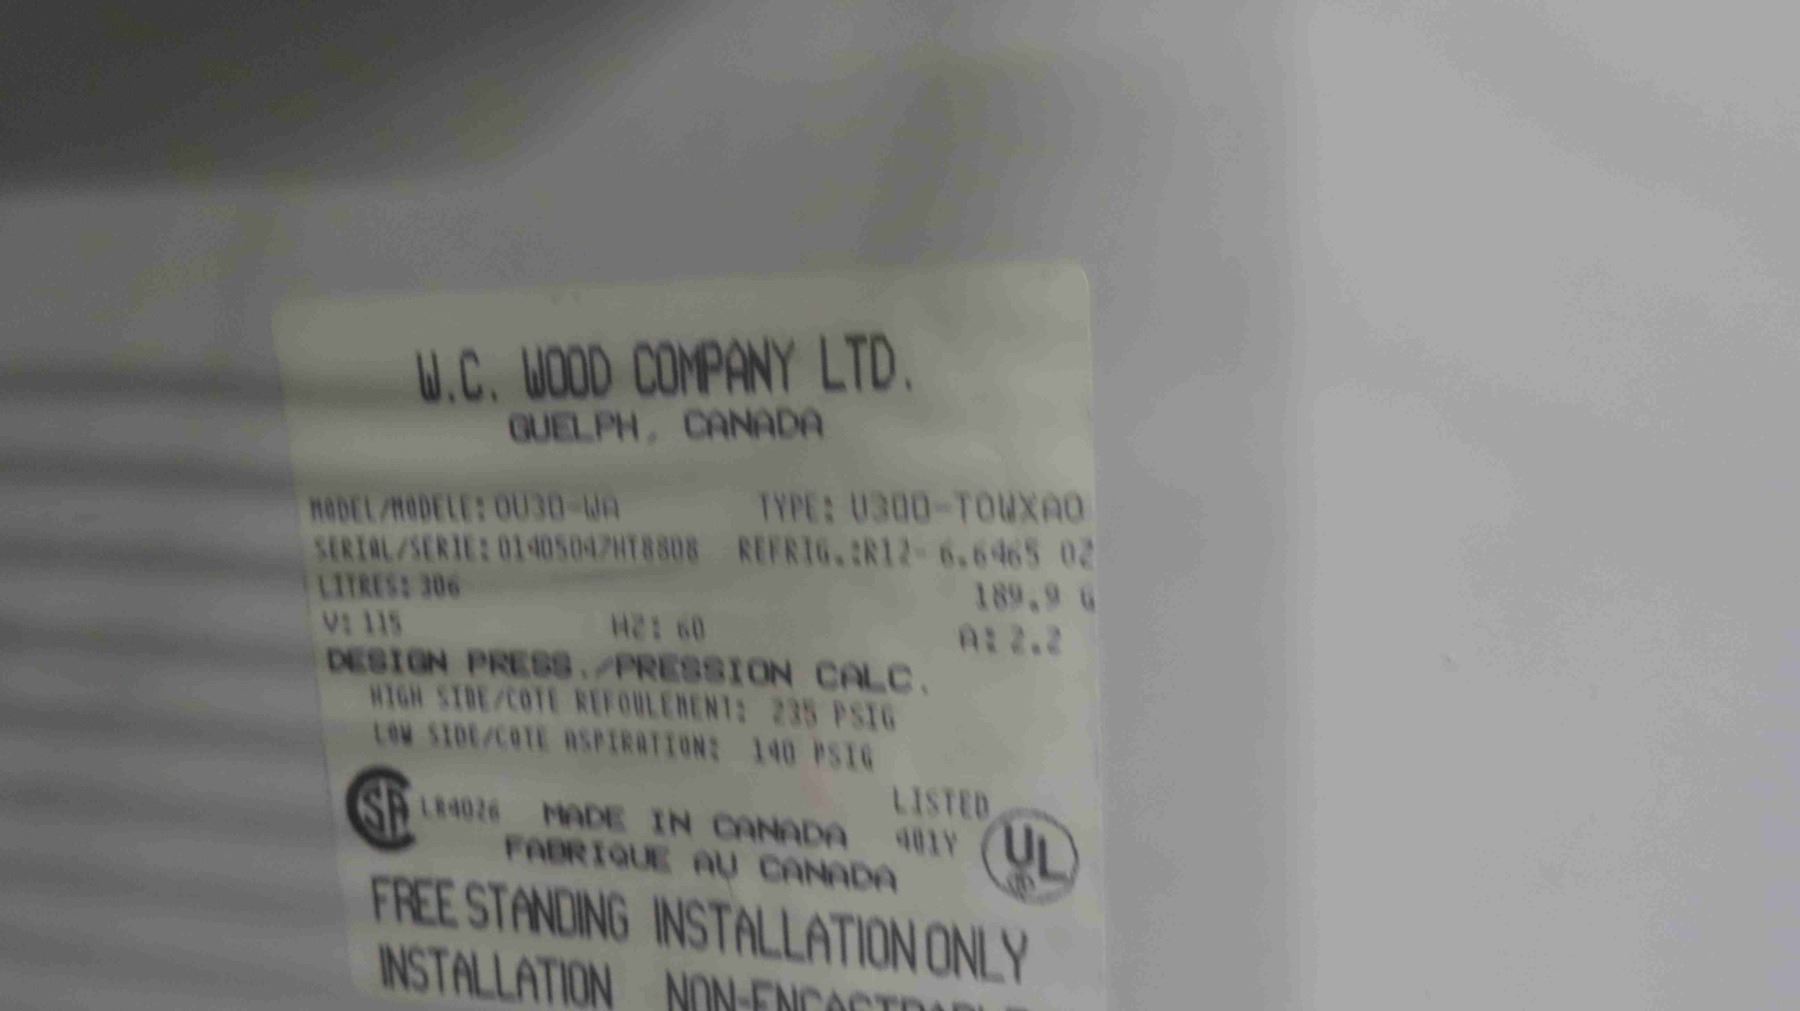 W.C. WOOD COMPANY LTD.
GUELPH, CANADA
MODEL/MODELE: OU30-WA TYPE: U300-TOWXAO
SERIAL/SERIE: 01405047HT8808 REFRIG.:R12- 6.6465 OZ
LITRES: 306 189.9 G
V: 115 HZ: 60 A: 2.2
DESIGN PRESS./PRESSION CALC.
HIGH SIDE/COTE REFOULEMENT: 235 PSIG
LOW SIDE/COTE ASPIRATION: 140 PSIG
SA LR4026 MADE IN CANADA LISTED
FABRIQUE AU CANADA 401Y UL
FREE STANDING INSTALLATION ONLY
INSTALLATION